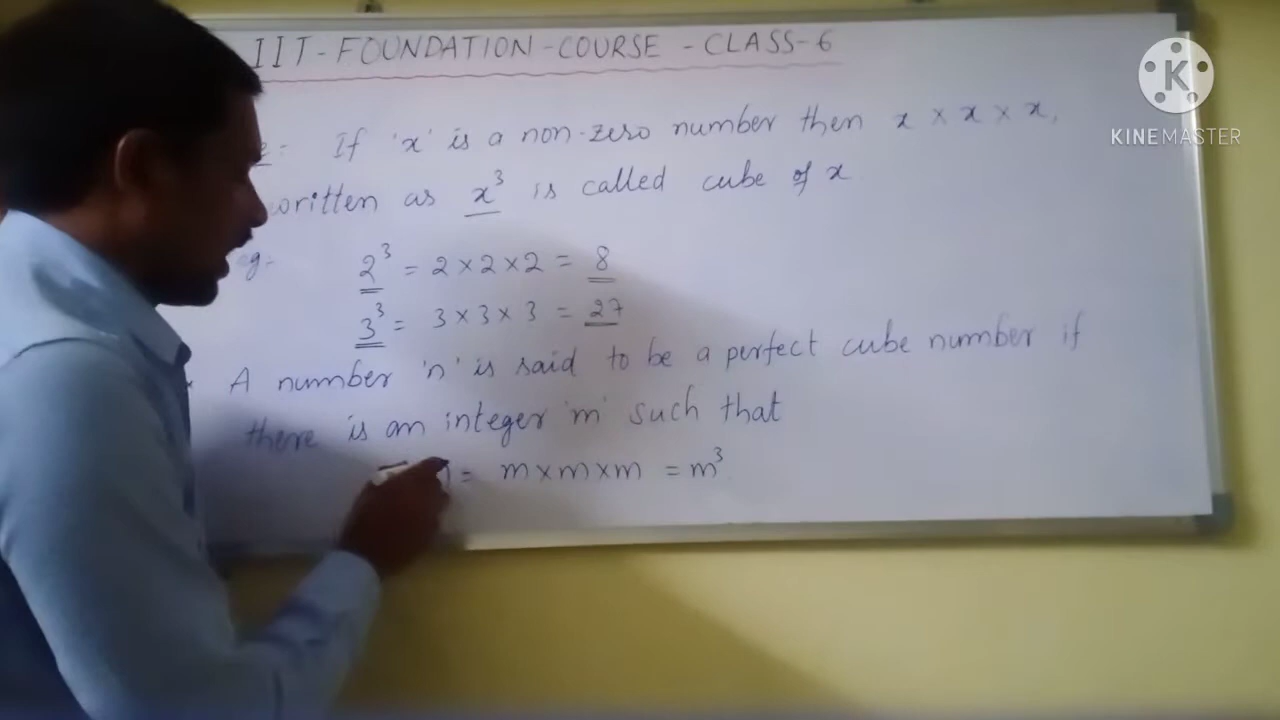 IIT-FOUNDATION-COURSE-CLASS-6
If 'x' is a non-zero number then x × x × x,
written as x³ is called cube of x
2³ = 2×2×2 = 8
3³ = 3×3×3 = 27
A number 'n' is said to be a perfect cube number if
there is an integer 'm' such that
= m×m×m = m³
KINEMASTER